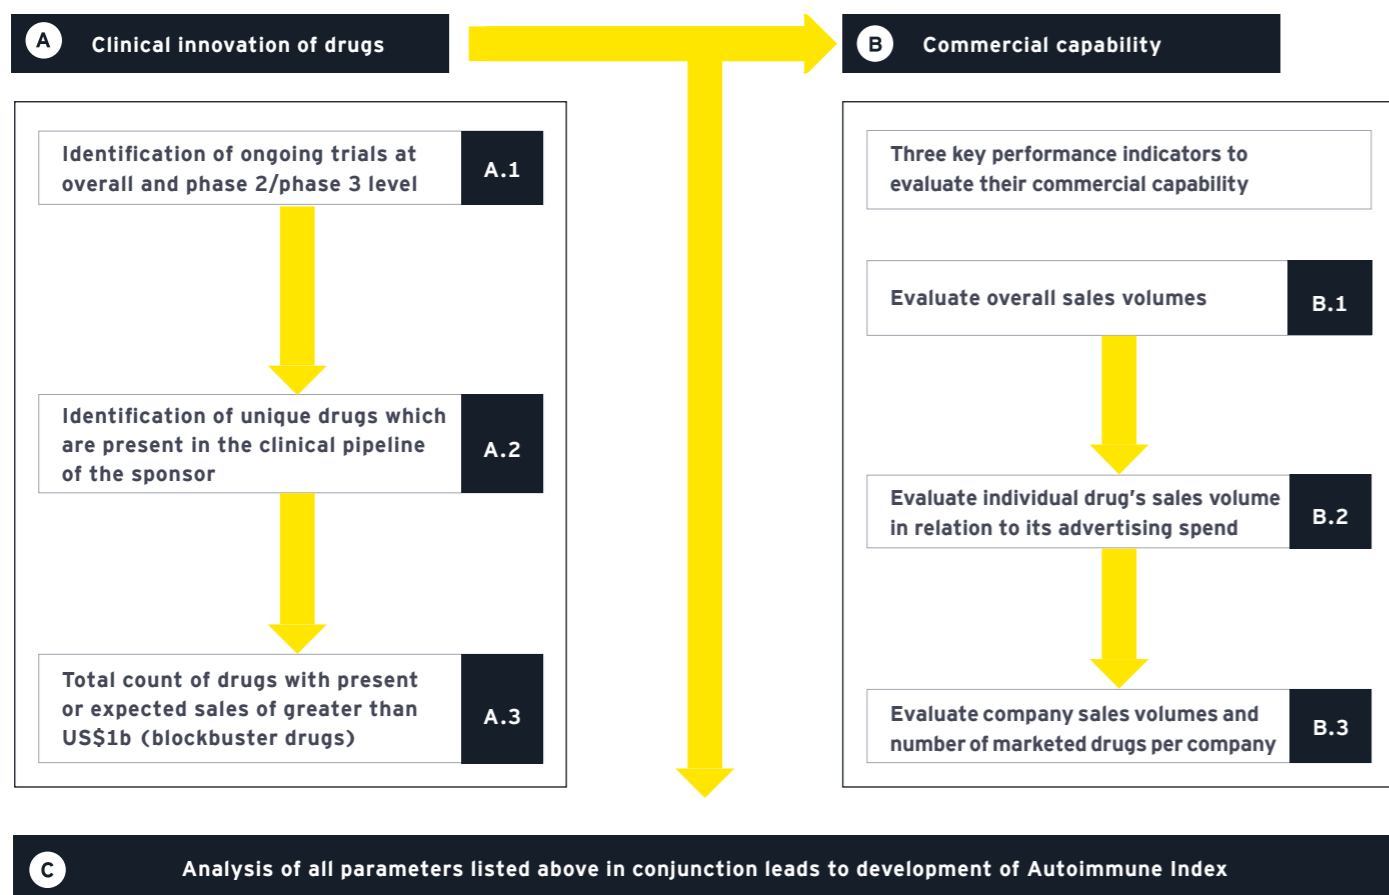 A
Clinical innovation of drugs
Identification of ongoing trials at
overall and phase 2/phase 3 level
A.1
Identification of unique drugs which
are present in the clinical pipeline
of the sponsor
A.2
Total count of drugs with present
or expected sales of greater than
US$1b (blockbuster drugs)
A.3
B
Commercial capability
Three key performance indicators to
evaluate their commercial capability
Evaluate overall sales volumes
B.1
Evaluate individual drug's sales volume
in relation to its advertising spend
B.2
Evaluate company sales volumes and
number of marketed drugs per company
B.3
C
Analysis of all parameters listed above in conjunction leads to development of Autoimmune Index